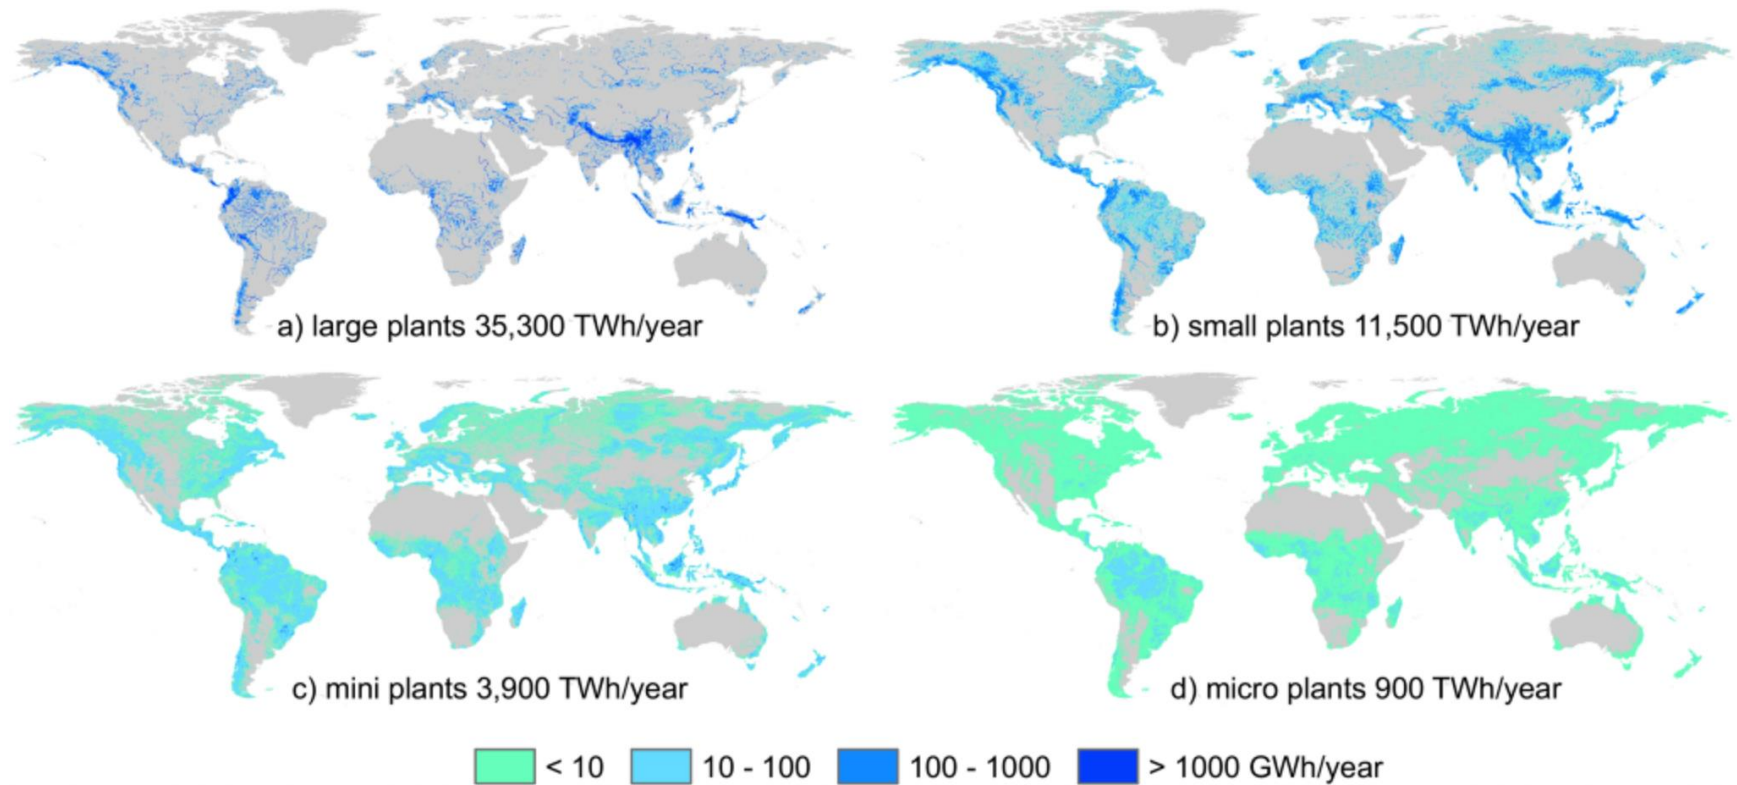 a) large plants 35,300 TWh/year
b) small plants 11,500 TWh/year
c) mini plants 3,900 TWh/year
d) micro plants 900 TWh/year
< 10 10 - 100 100 - 1000 > 1000 GWh/year